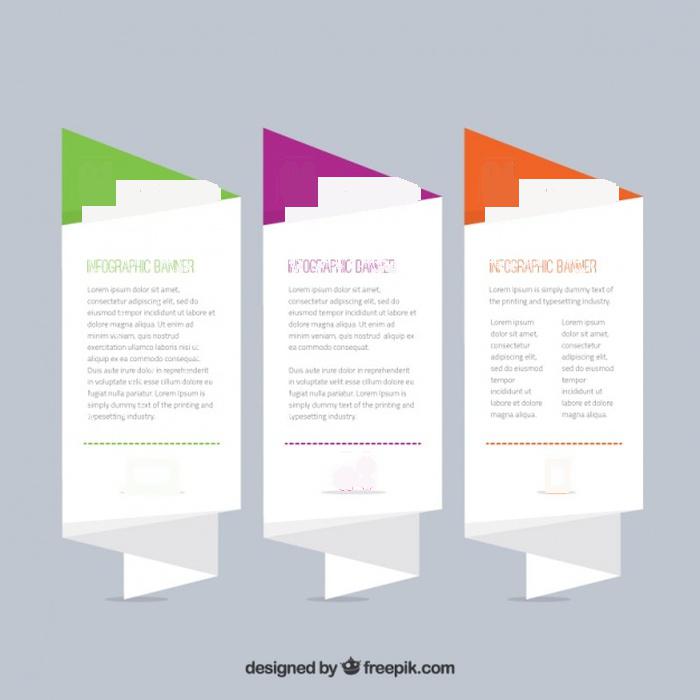 INFOGRAPHIC BANNER
Lorem ipsum dolor sit amet,
consectetur adipiscing elit, sed do
eiusmod tempor incididunt ut labore et
dolore magna aliqua. Ut enim ad
minim veniam, quis nostrud
exercitation ullamco nisi ut
aliquip ex ea commodo consequat.
Duis aute irure dolor in reprehenderit
in voluptate velit esse cillum dolore eu
fugiat nulla pariatur. Lorem Ipsum is
simply dummy text of the printing and
typesetting industry.
INFOGRAPHIC BANNER
Lorem ipsum dolor sit amet,
consectetur adipiscing elit, sed do
eiusmod tempor incididunt ut labore et
dolore magna aliqua. Ut enim ad
minim veniam, quis nostrud
exercitation ullamco laboris nisi ut
aliquip ex ea commodo consequat.
Duis aute irure dolor in reprehenderit
in voluptate velit esse cillum dolore eu
fugiat nulla pariatur. Lorem Ipsum is
simply dummy text of the printing and
typesetting industry.
INFOGRAPHIC BANNER
Lorem Ipsum is simply dummy text of
the printing and typesetting industry.
Lorem ipsum
dolor sit amet,
consectetur
adipiscing elit,
sed do eiusmod
tempor
incididunt ut
labore et dolore
magna aliqua.
Lorem ipsum
dolor sit amet,
consectetur
adipiscing elit,
sed do eiusmod
tempor
incididunt ut
labore et dolore
magna aliqua.
designed by freepik.com